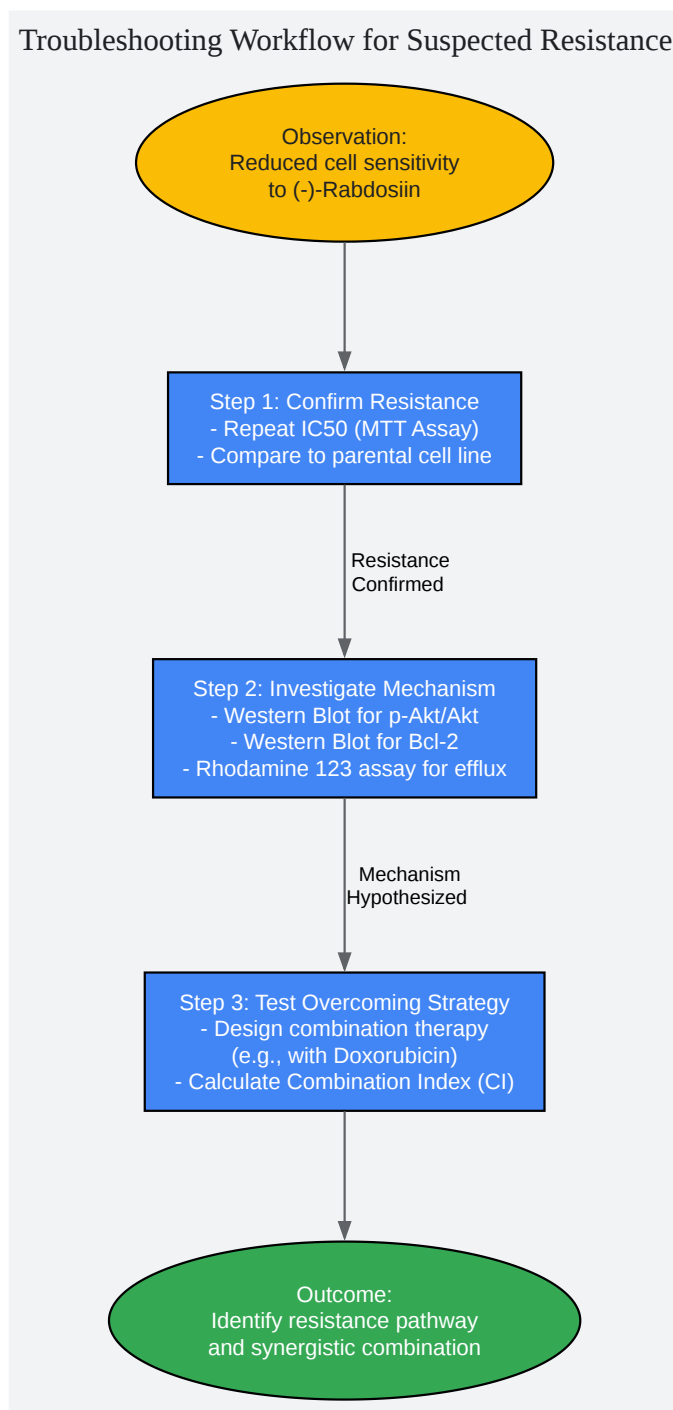 Troubleshooting Workflow for Suspected Resistance
Observation:
Reduced cell sensitivity
to (-)-Rabdosiin
Step 1: Confirm Resistance
- Repeat IC50 (MTT Assay)
- Compare to parental cell line
Resistance
Confirmed
Step 2: Investigate Mechanism
- Western Blot for p-Akt/Akt
- Western Blot for Bcl-2
- Rhodamine 123 assay for efflux
Mechanism
Hypothesized
Step 3: Test Overcoming Strategy
- Design combination therapy
(e.g., with Doxorubicin)
- Calculate Combination Index (CI)
Outcome:
Identify resistance pathway
and synergistic combination